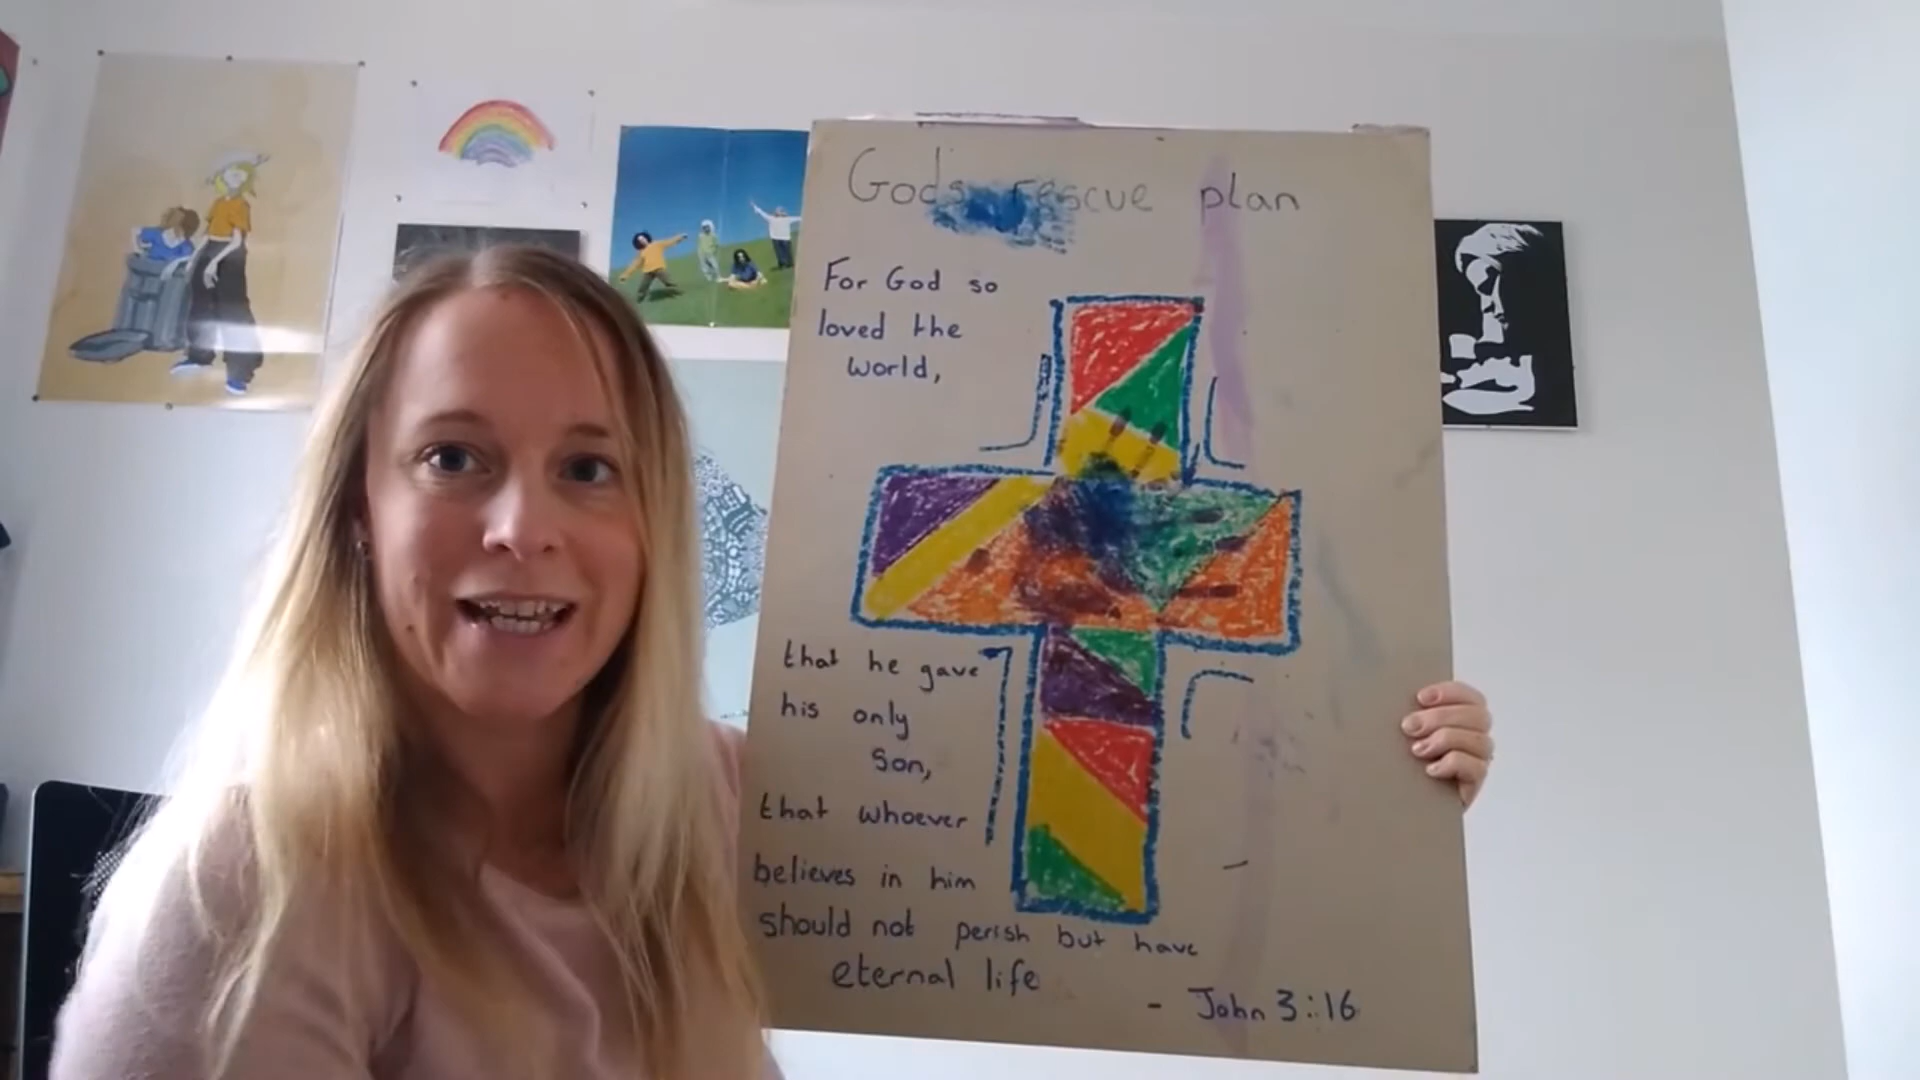 Gods rescue plan
For God so
loved the
world,
that he gave
his only
son,
that whoever
believes in him
should not perish but have
eternal life
- John 3:16